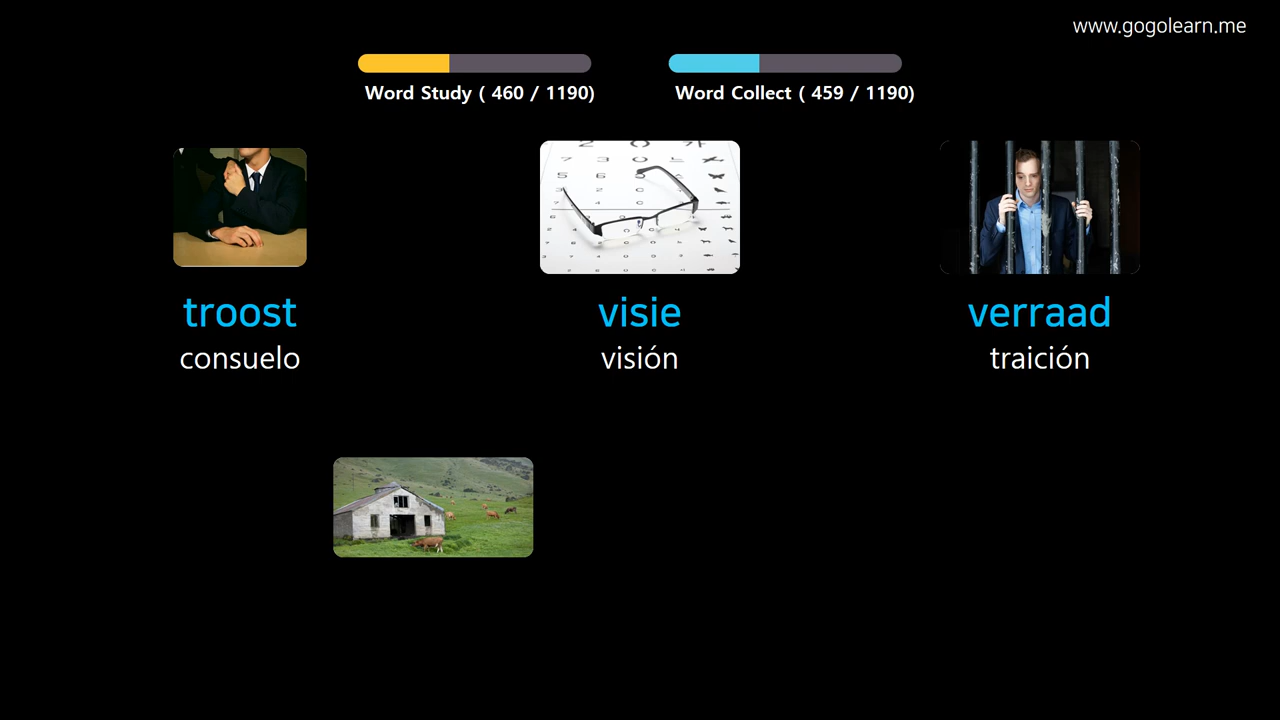 www.gogolearn.me
Word Study ( 460 / 1190)
Word Collect ( 459 / 1190)
troost
visie
verraad
consuelo
visión
traición